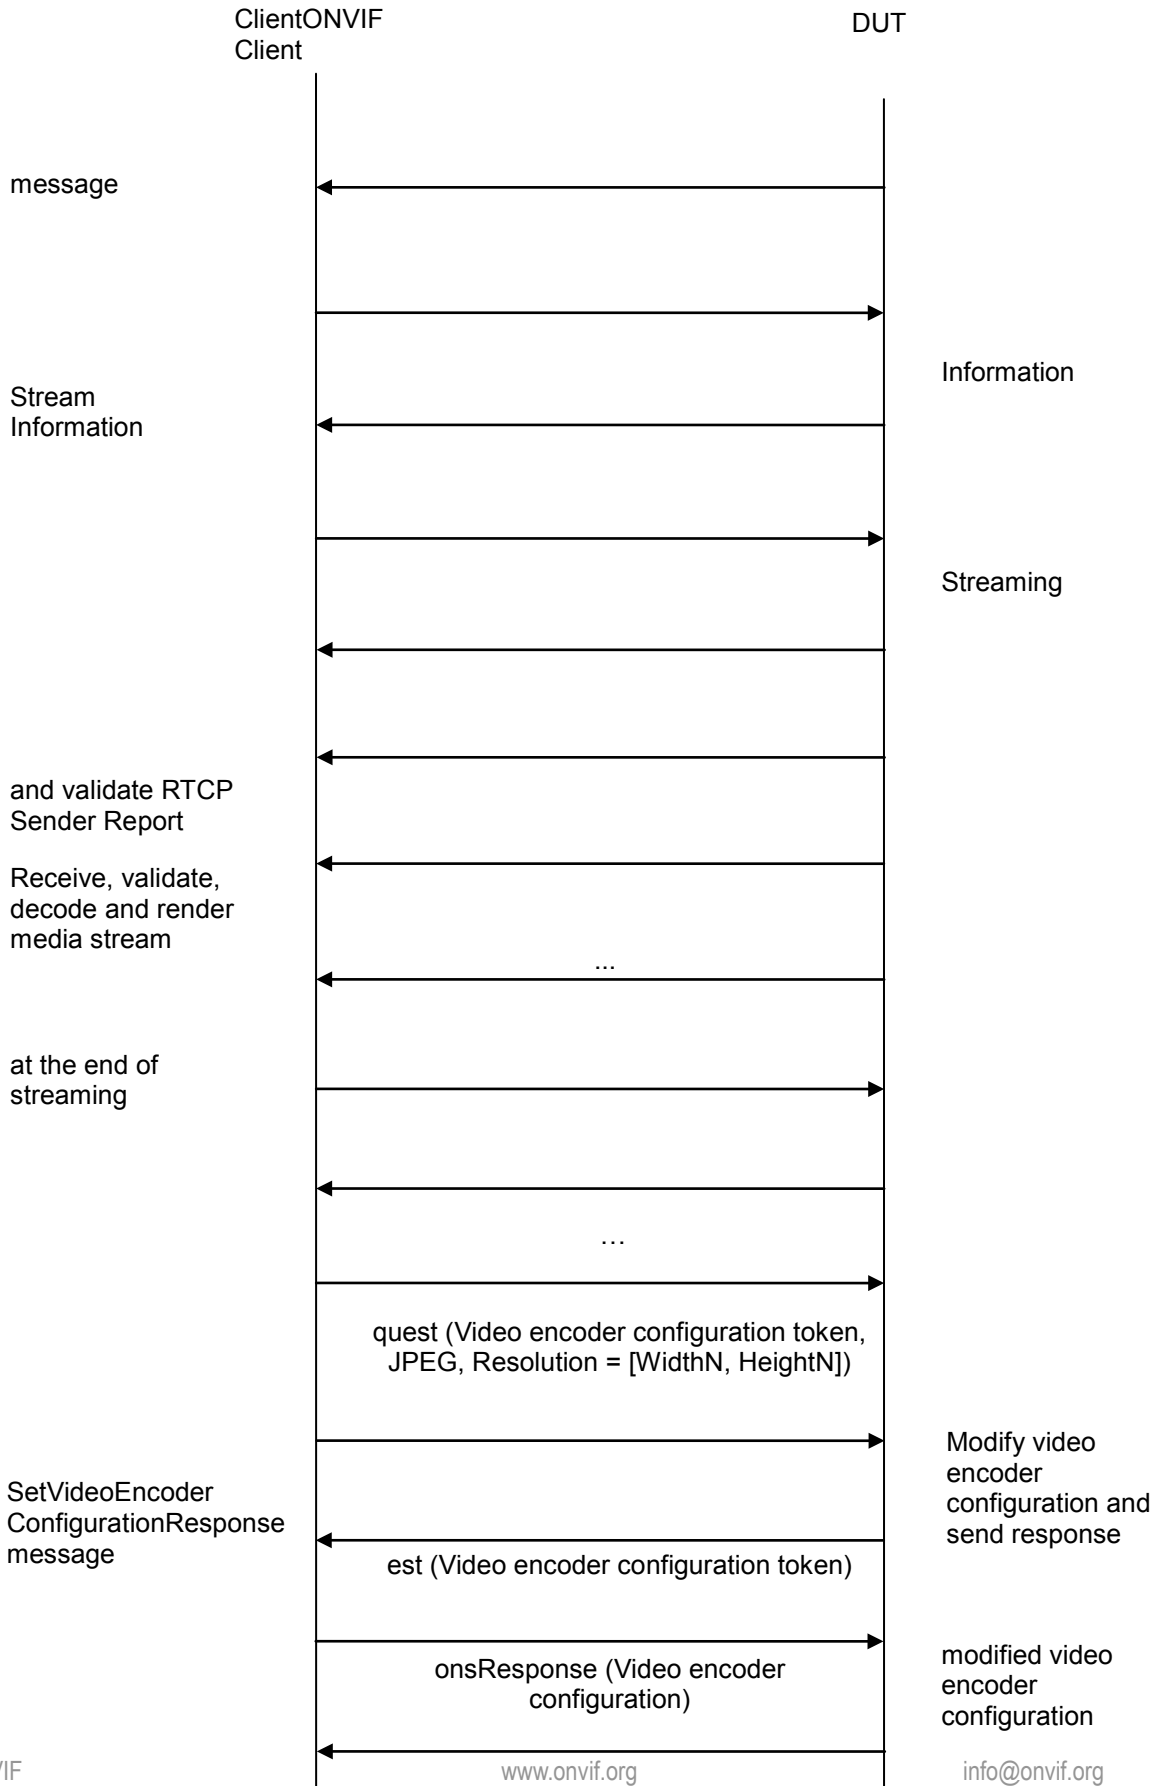 ClientONVIF
Client
DUT
message
Information
Stream
Information
Streaming
and validate RTCP
Sender Report
Receive, validate,
decode and render
media stream
...
at the end of
streaming
...
quest (Video encoder configuration token,
JPEG, Resolution = [WidthN, HeightN])
Modify video
encoder
configuration and
send response
SetVideoEncoder
ConfigurationResponse
message
est (Video encoder configuration token)
onsResponse (Video encoder
configuration)
modified video
encoder
configuration
VIF
www.onvif.org
info@onvif.org